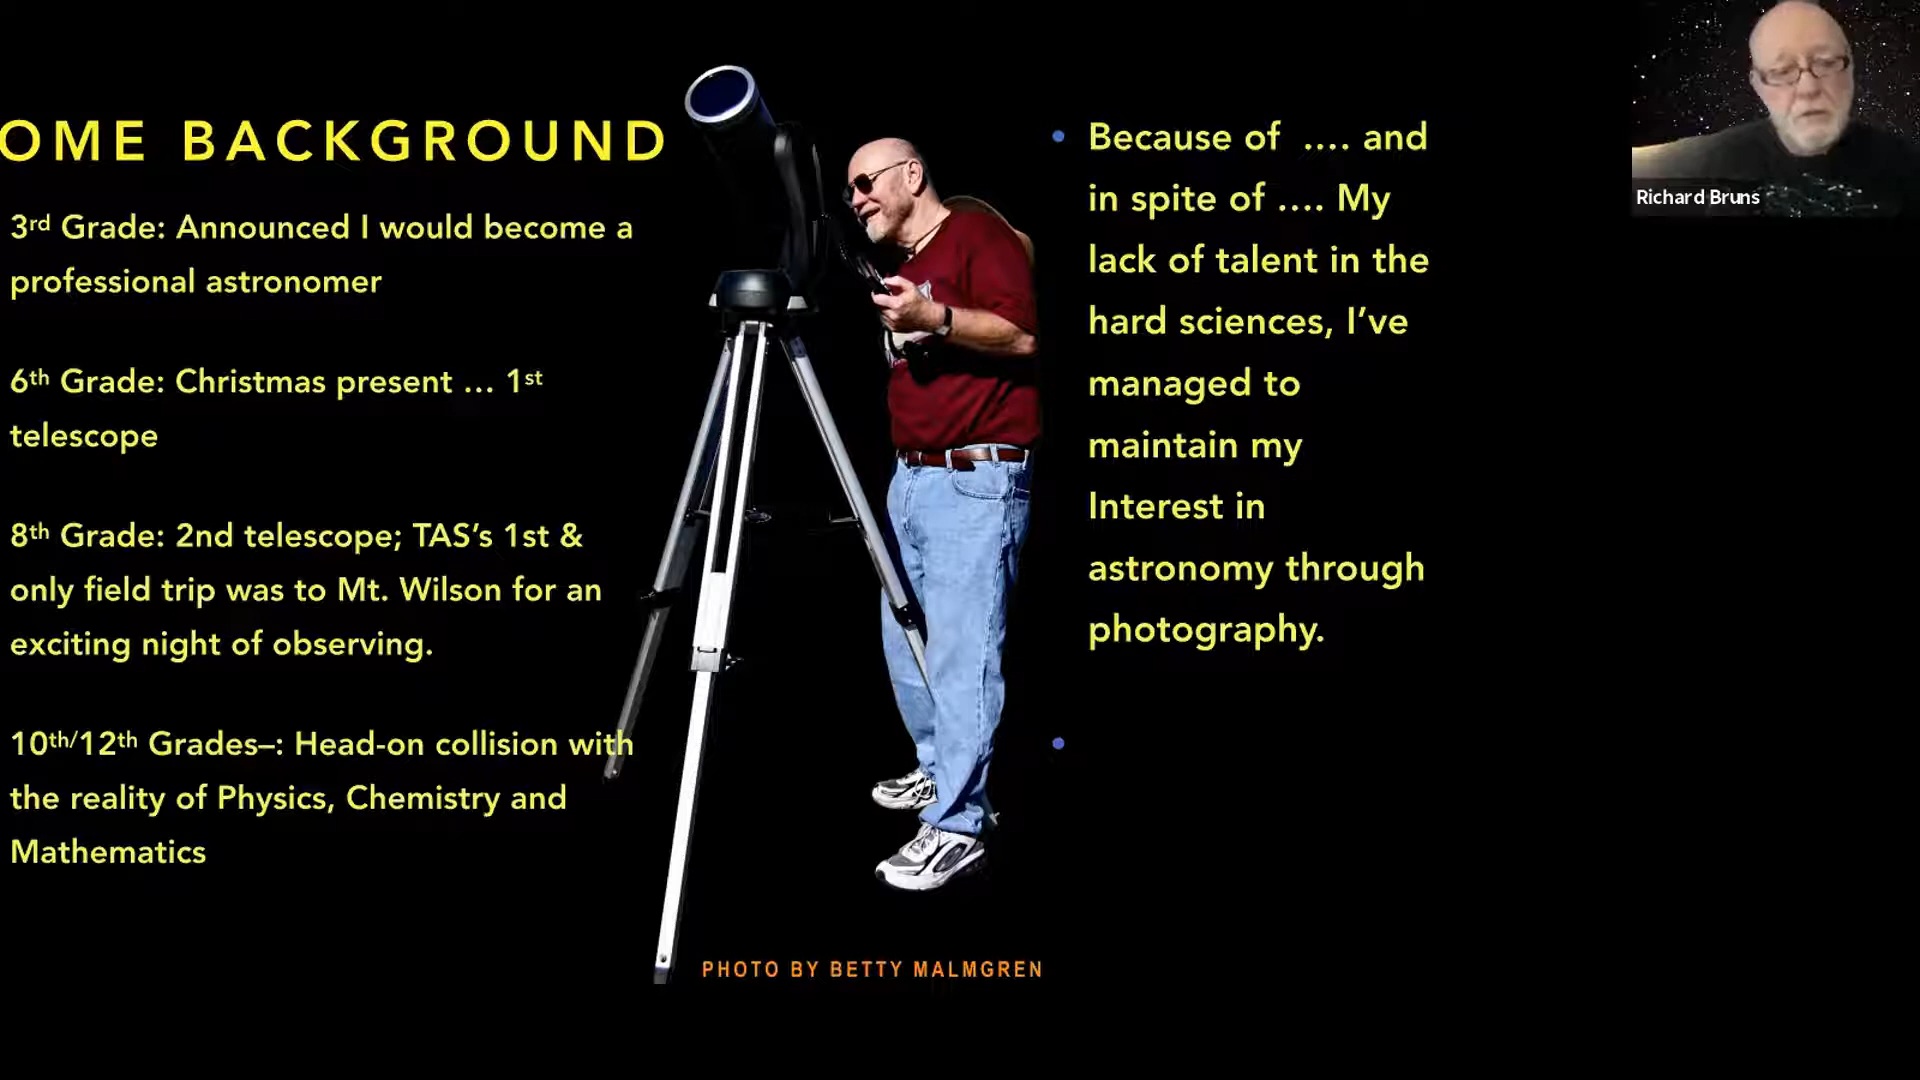 OME BACKGROUND
3rd Grade: Announced I would become a
professional astronomer
6th Grade: Christmas present ... 1st
telescope
8th Grade: 2nd telescope; TAS’s 1st &
only field trip was to Mt. Wilson for an
exciting night of observing.
10th/12th Grades–: Head-on collision with
the reality of Physics, Chemistry and
Mathematics
PHOTO BY BETTY MALMGREN
• Because of .... and
in spite of .... My
lack of talent in the
hard sciences, I’ve
managed to
maintain my
Interest in
astronomy through
photography.
•
Richard Bruns